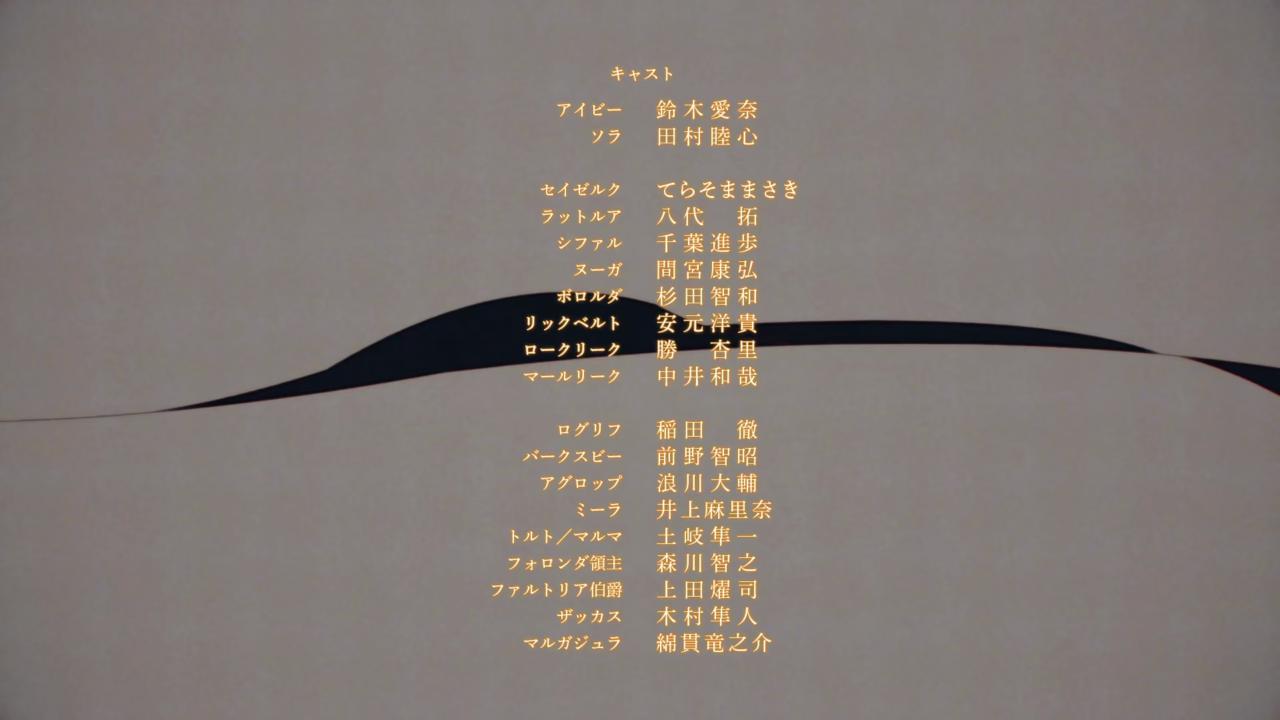 キャスト
アイビー 鈴木愛奈
ソラ 田村睦心
セイゼルク てらそままさき
ラットルア 八代 拓
シファル 千葉進歩
ヌーガ 間宮康弘
ボロルダ 杉田智和
リックベルト 安元洋貴
ロークリーク 勝 杏里
マールリーク 中井和哉
ログリフ 稲田 徹
バークスビー 前野智昭
アグロップ 浪川大輔
ミーラ 井上麻里奈
トルト／マルマ 土岐隼一
フォロンダ領主 森川智之
ファルトリア伯爵 上田燿司
ザッカス 木村隼人
マルガジュラ 綿貫竜之介